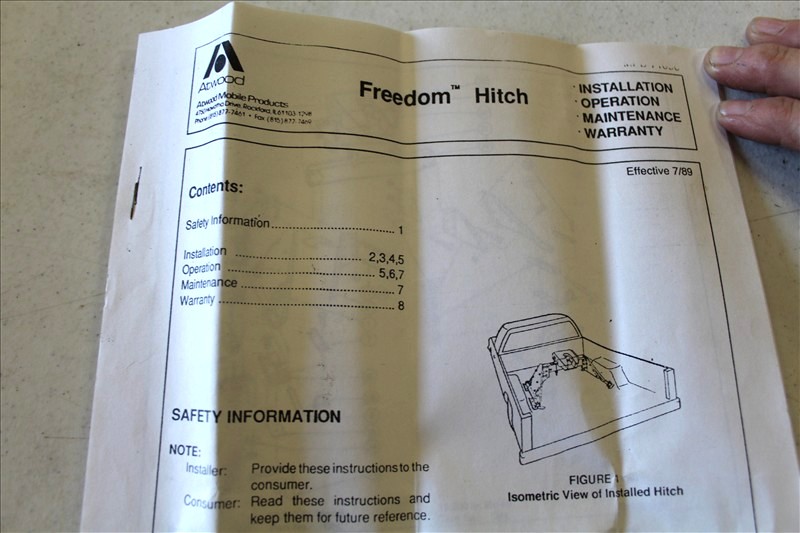 Atwood
Atwood Mobile Products
Freedom™ Hitch
· INSTALLATION
· OPERATION
· MAINTENANCE
· WARRANTY
Effective 7/89
Contents:
Safety Information 1
Installation 2,3,4,5
Operation 5,6,7
Maintenance 7
Warranty 8
SAFETY INFORMATION
NOTE:
Installer: Provide these instructions to the
consumer.
Consumer: Read these instructions and
keep them for future reference.
FIGURE 1
Isometric View of Installed Hitch